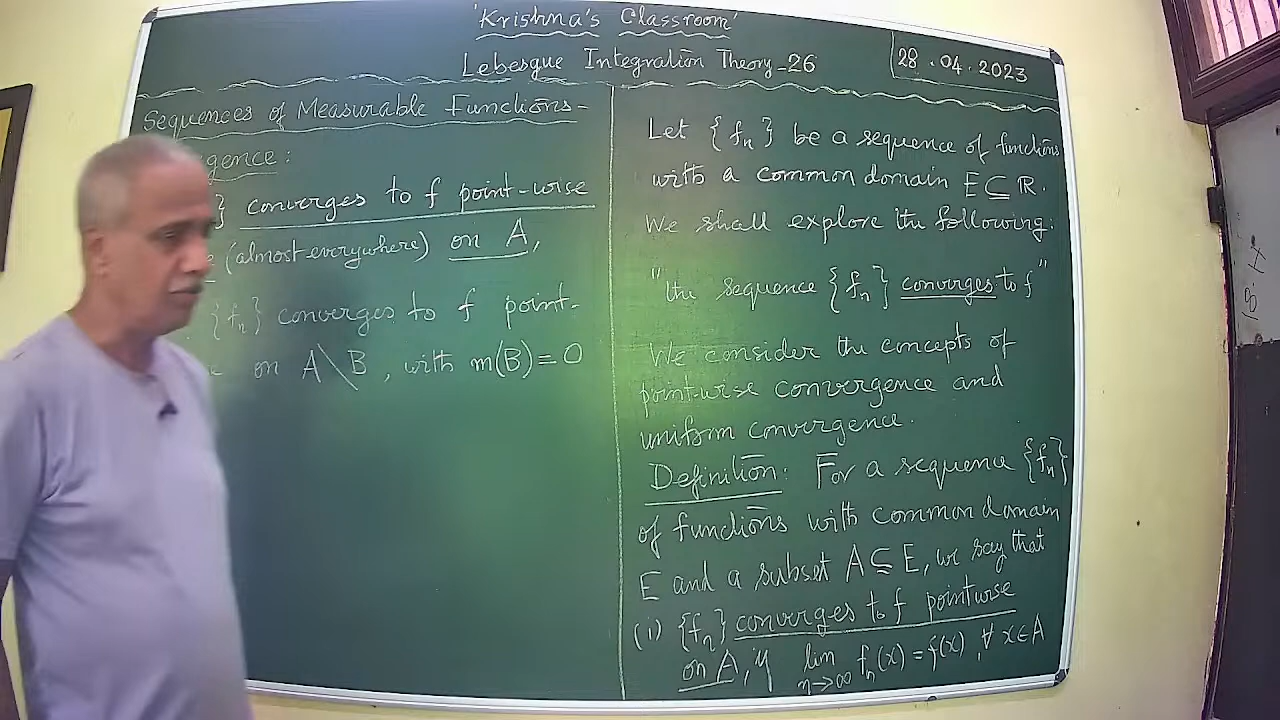 'Krishna's Classroom'
Lebesgue Integration Theory-26
28.04.2023
Sequences of Measurable Functions-
gence:
} converges to f point-wise
e (almost everywhere) on A,
{fₙ} converges to f point-
e on A\B, with m(B)=0
Let {fₙ} be a sequence of functions
with a common domain E⊆ℝ.
We shall explore the following:
"the sequence {fₙ} converges to f"
We consider the concepts of
point-wise convergence and
uniform convergence.
Definition: For a sequence {fₙ}
of functions with common domain
E and a subset A⊆E, we say that
(i) {fₙ} converges to f pointwise
on A, if lim n→∞ fₙ(x)=f(x), ∀ x∈A